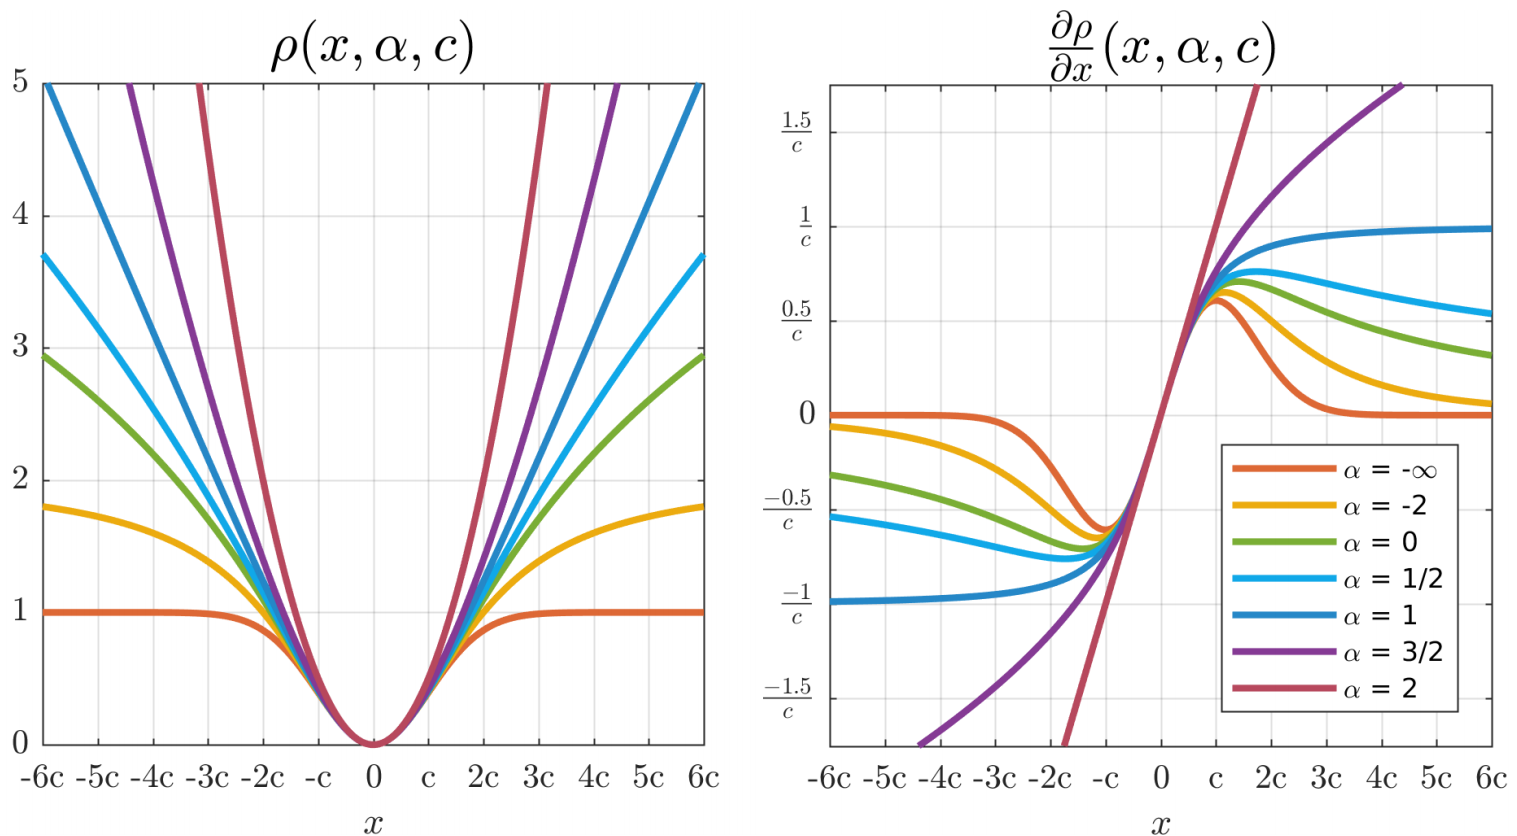 ρ(x, α, c)
5
4
3
2
1
0
-6c -5c -4c -3c -2c -c 0 c 2c 3c 4c 5c 6c
x
∂ρ/∂x (x, α, c)
1.5/c
1/c
0.5/c
0
-0.5/c
-1/c
-1.5/c
α = -∞
α = -2
α = 0
α = 1/2
α = 1
α = 3/2
α = 2
-6c -5c -4c -3c -2c -c 0 c 2c 3c 4c 5c 6c
x